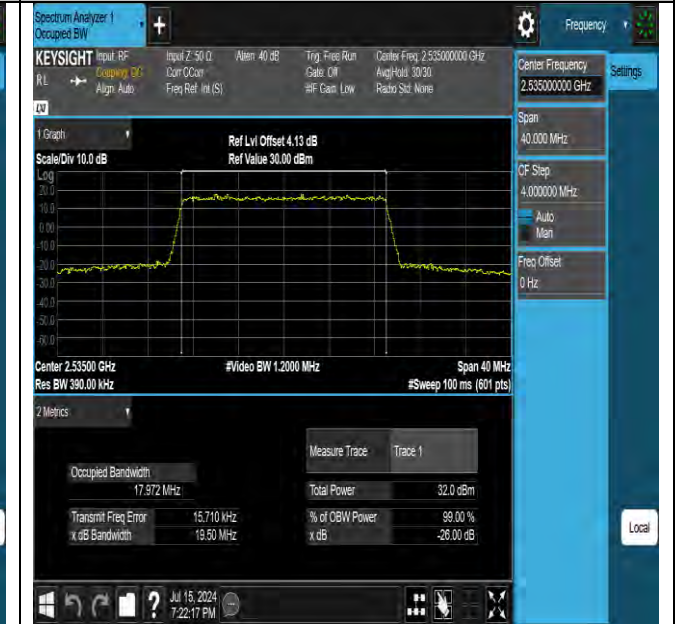 Spectrum Analyzer 1
Occupied BW
+
Frequency
KEYSIGHT
RL
Input: RF
Coupling: DC
Align: Auto
Input Z: 50 Ω
Corr CCorr
Freq Ref: Int (S)
Atten: 40 dB
Trig: Free Run
Gate: Off
#IF Gain: Low
Center Freq: 2.535000000 GHz
Avg|Hold: 30/30
Radio Std: None
Center Frequency
2.535000000 GHz
Settings
Span
40.000 MHz
CF Step
4.000000 MHz
Auto
Man
Freq Offset
0 Hz
1 Graph
Scale/Div 10.0 dB
Ref Lvl Offset 4.13 dB
Ref Value 30.00 dBm
Log
20.0
10.0
0.00
-10.0
-20.0
-30.0
-40.0
-50.0
-60.0
Center 2.53500 GHz
#Video BW 1.2000 MHz
Span 40 MHz
Res BW 390.00 kHz
#Sweep 100 ms (601 pts)
2 Metrics
Measure Trace
Trace 1
Occupied Bandwidth
17.972 MHz
Total Power
32.0 dBm
Transmit Freq Error
15.710 kHz
% of OBW Power
99.00 %
x dB Bandwidth
19.50 MHz
x dB
-26.00 dB
Local
?
Jul 15, 2024
7:22:17 PM